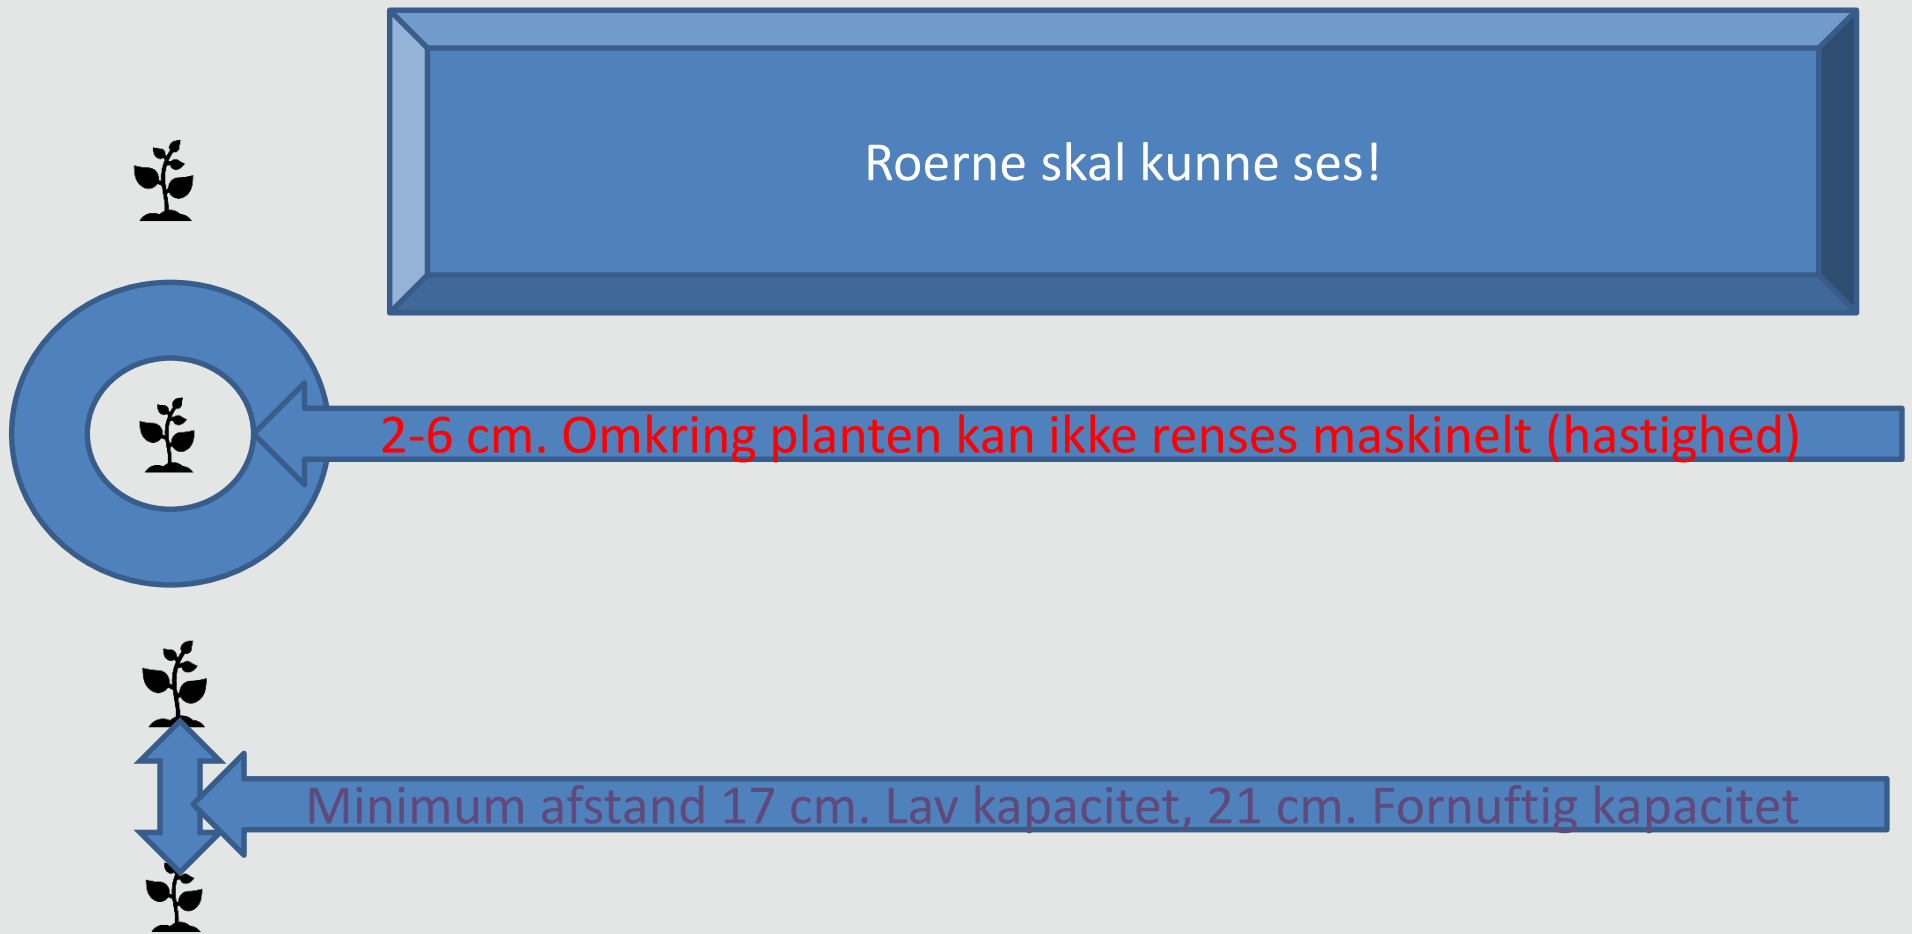 Roerne skal kunne ses!
2-6 cm. Omkring planten kan ikke renses maskinelt (hastighed)
Minimum afstand 17 cm. Lav kapacitet, 21 cm. Fornuftig kapacitet